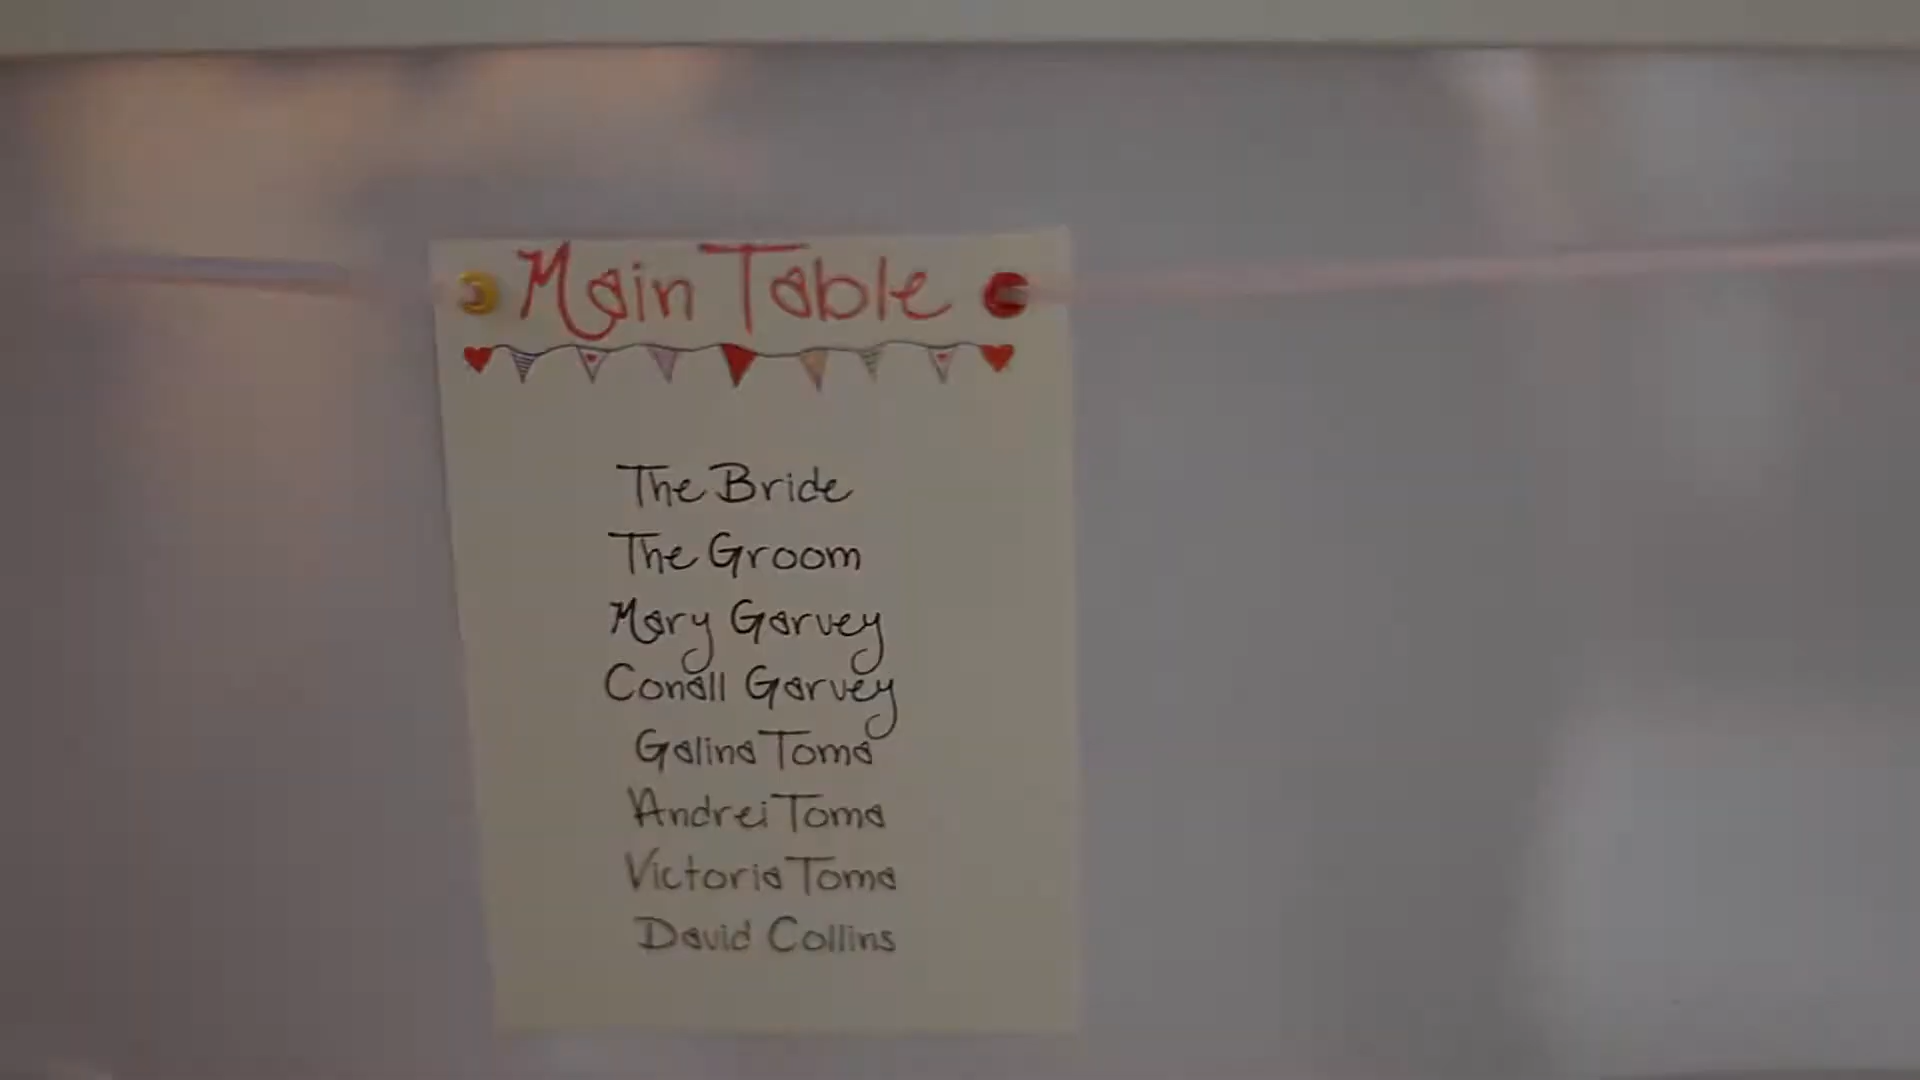 Main Table
The Bride
The Groom
Mary Garvey
Conall Garvey
Galina Toma
Andrei Toma
Victoria Toma
David Collins